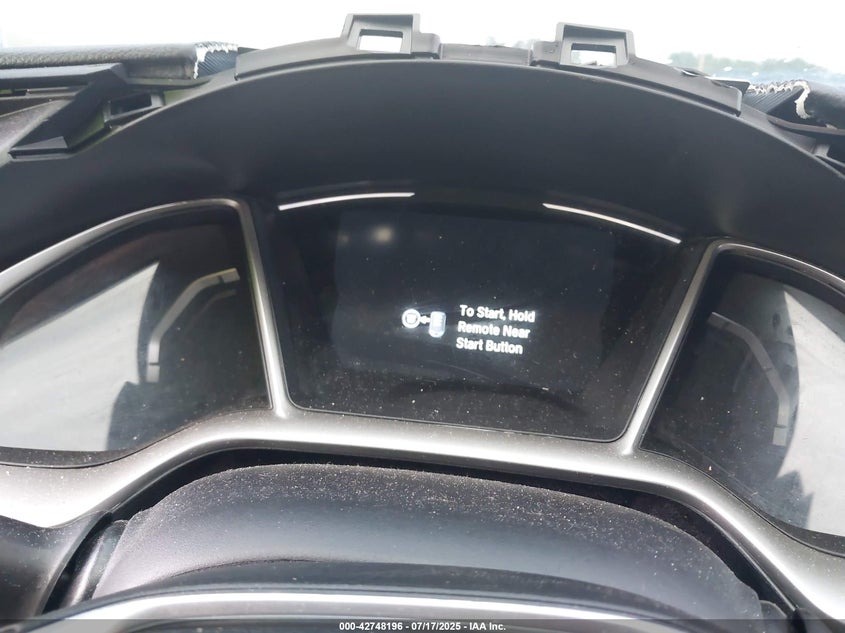 To Start, Hold
Remote Near
Start Button
000-42748196 - 07/17/2025 - IAA Inc.